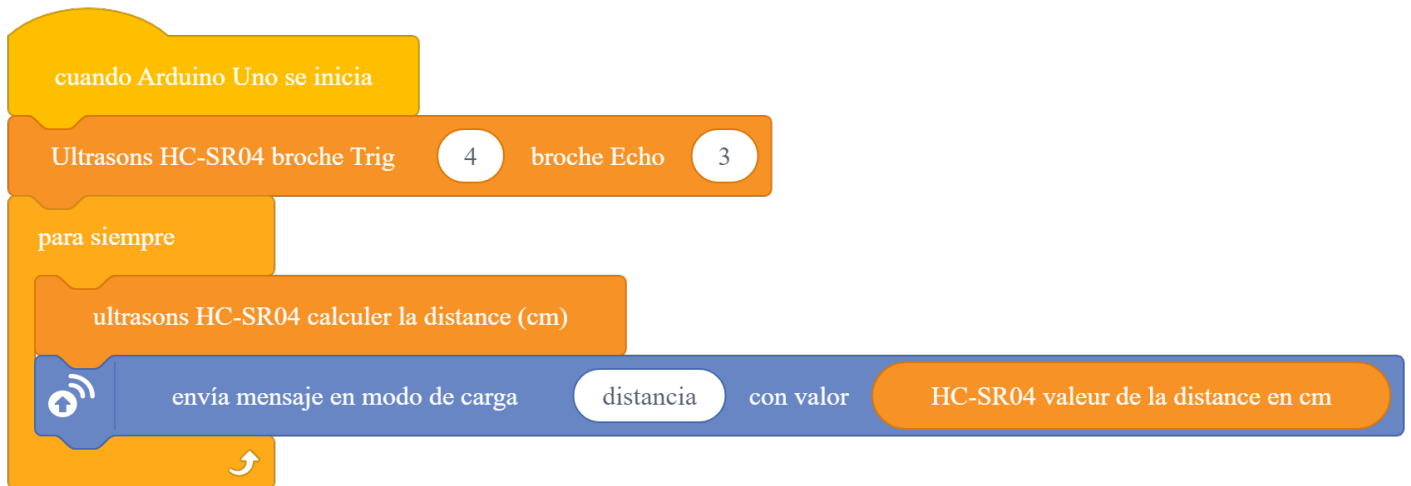 cuando Arduino Uno se inicia
Ultrasons HC-SR04 broche Trig 4 broche Echo 3
para siempre
ultrasons HC-SR04 calculer la distance (cm)
envía mensaje en modo de carga distancia con valor HC-SR04 valeur de la distance en cm